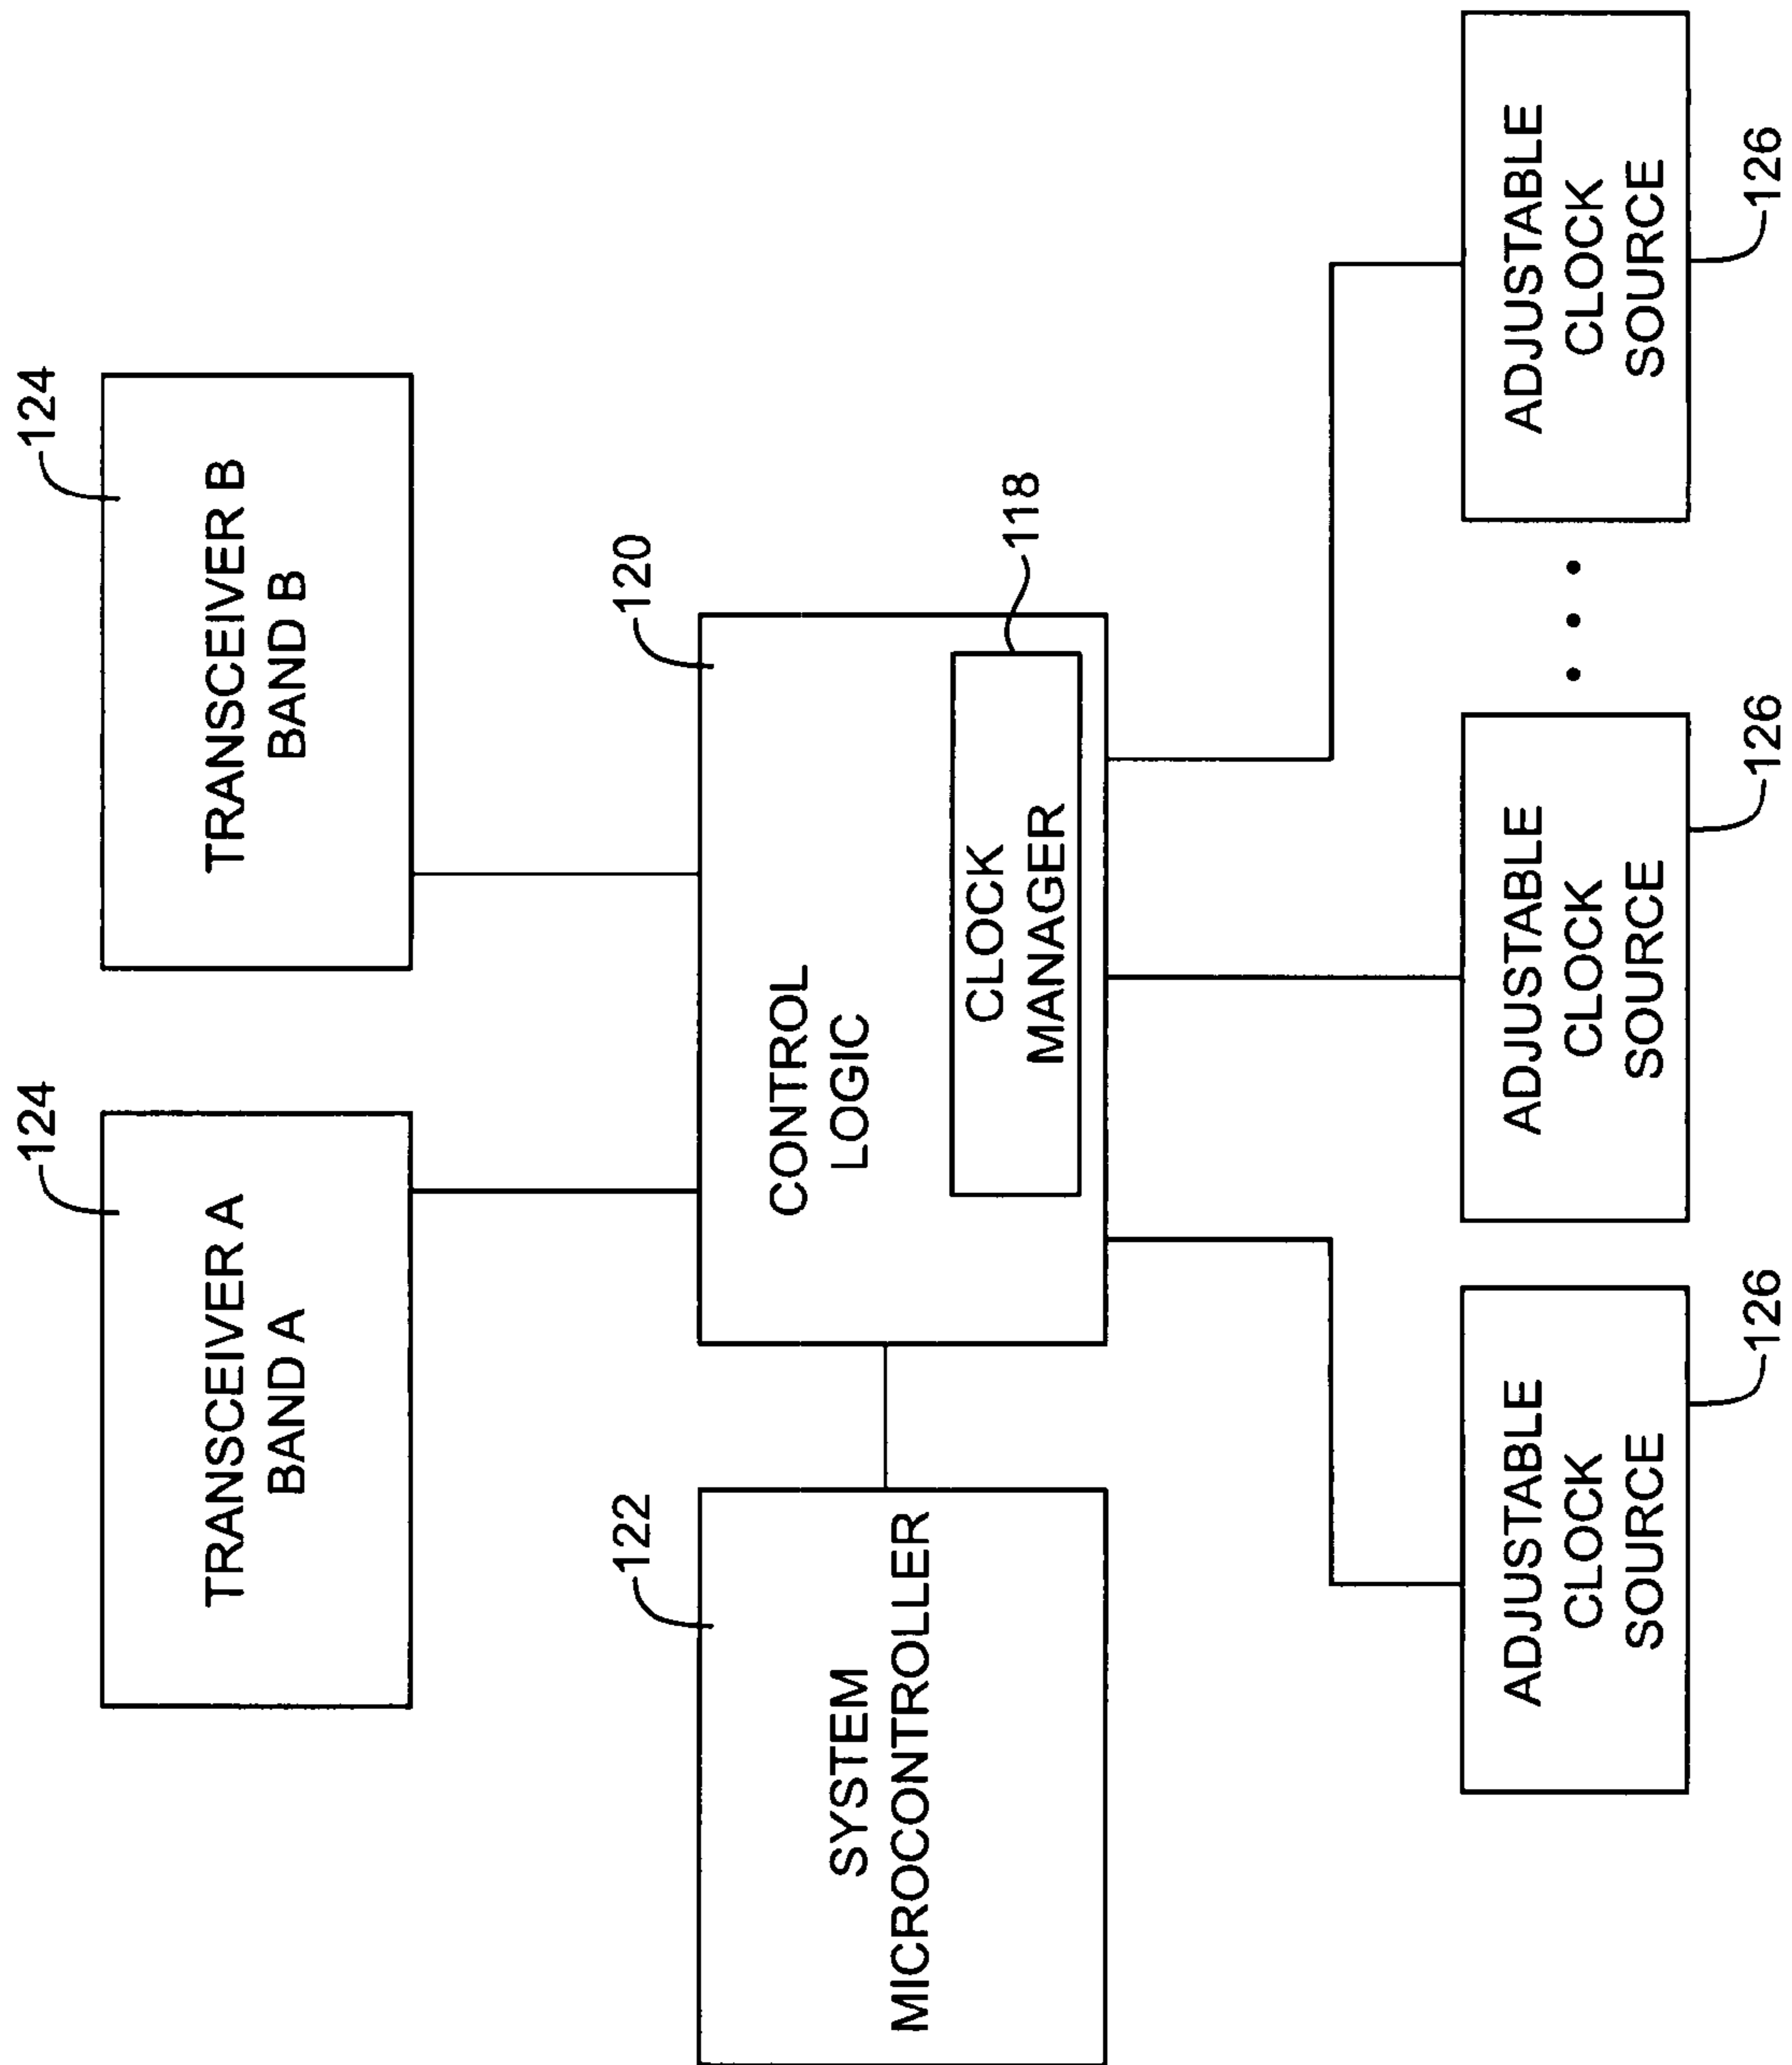 124
TRANSCEIVER A
BAND A
124
TRANSCEIVER B
BAND B
122
SYSTEM
MICROCONTROLLER
120
CONTROL
LOGIC
118
CLOCK
MANAGER
ADJUSTABLE
CLOCK
SOURCE
126
ADJUSTABLE
CLOCK
SOURCE
126
• • •
ADJUSTABLE
CLOCK
SOURCE
126